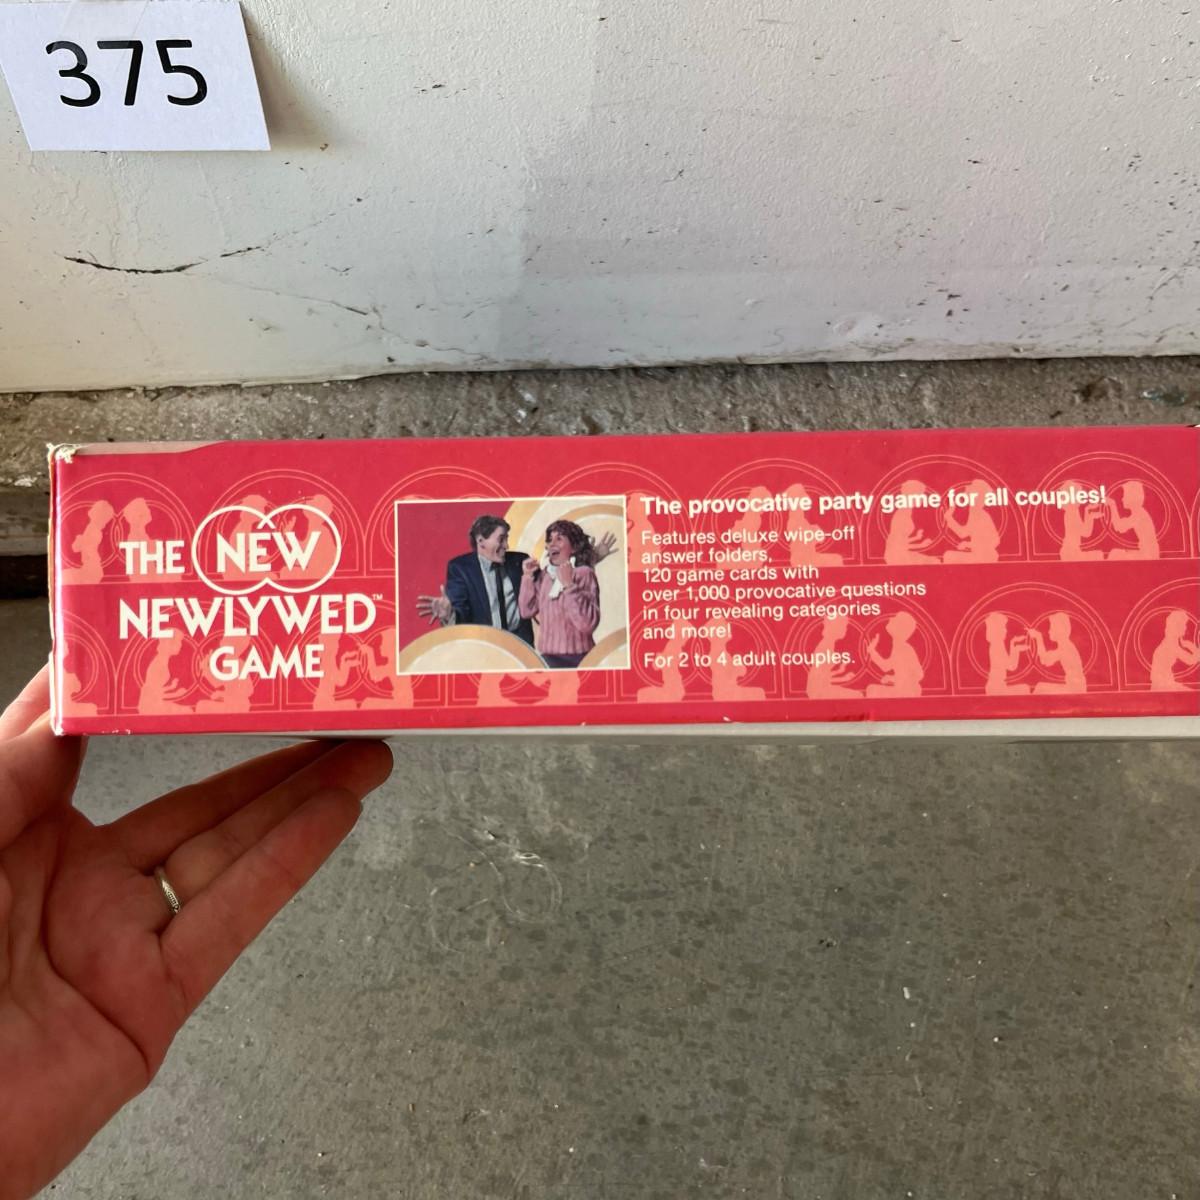 375
THE NEW
NEWLYWED™
GAME
The provocative party game for all couples!
Features deluxe wipe-off
answer folders,
120 game cards with
over 1,000 provocative questions
in four revealing categories
and more!
For 2 to 4 adult couples.